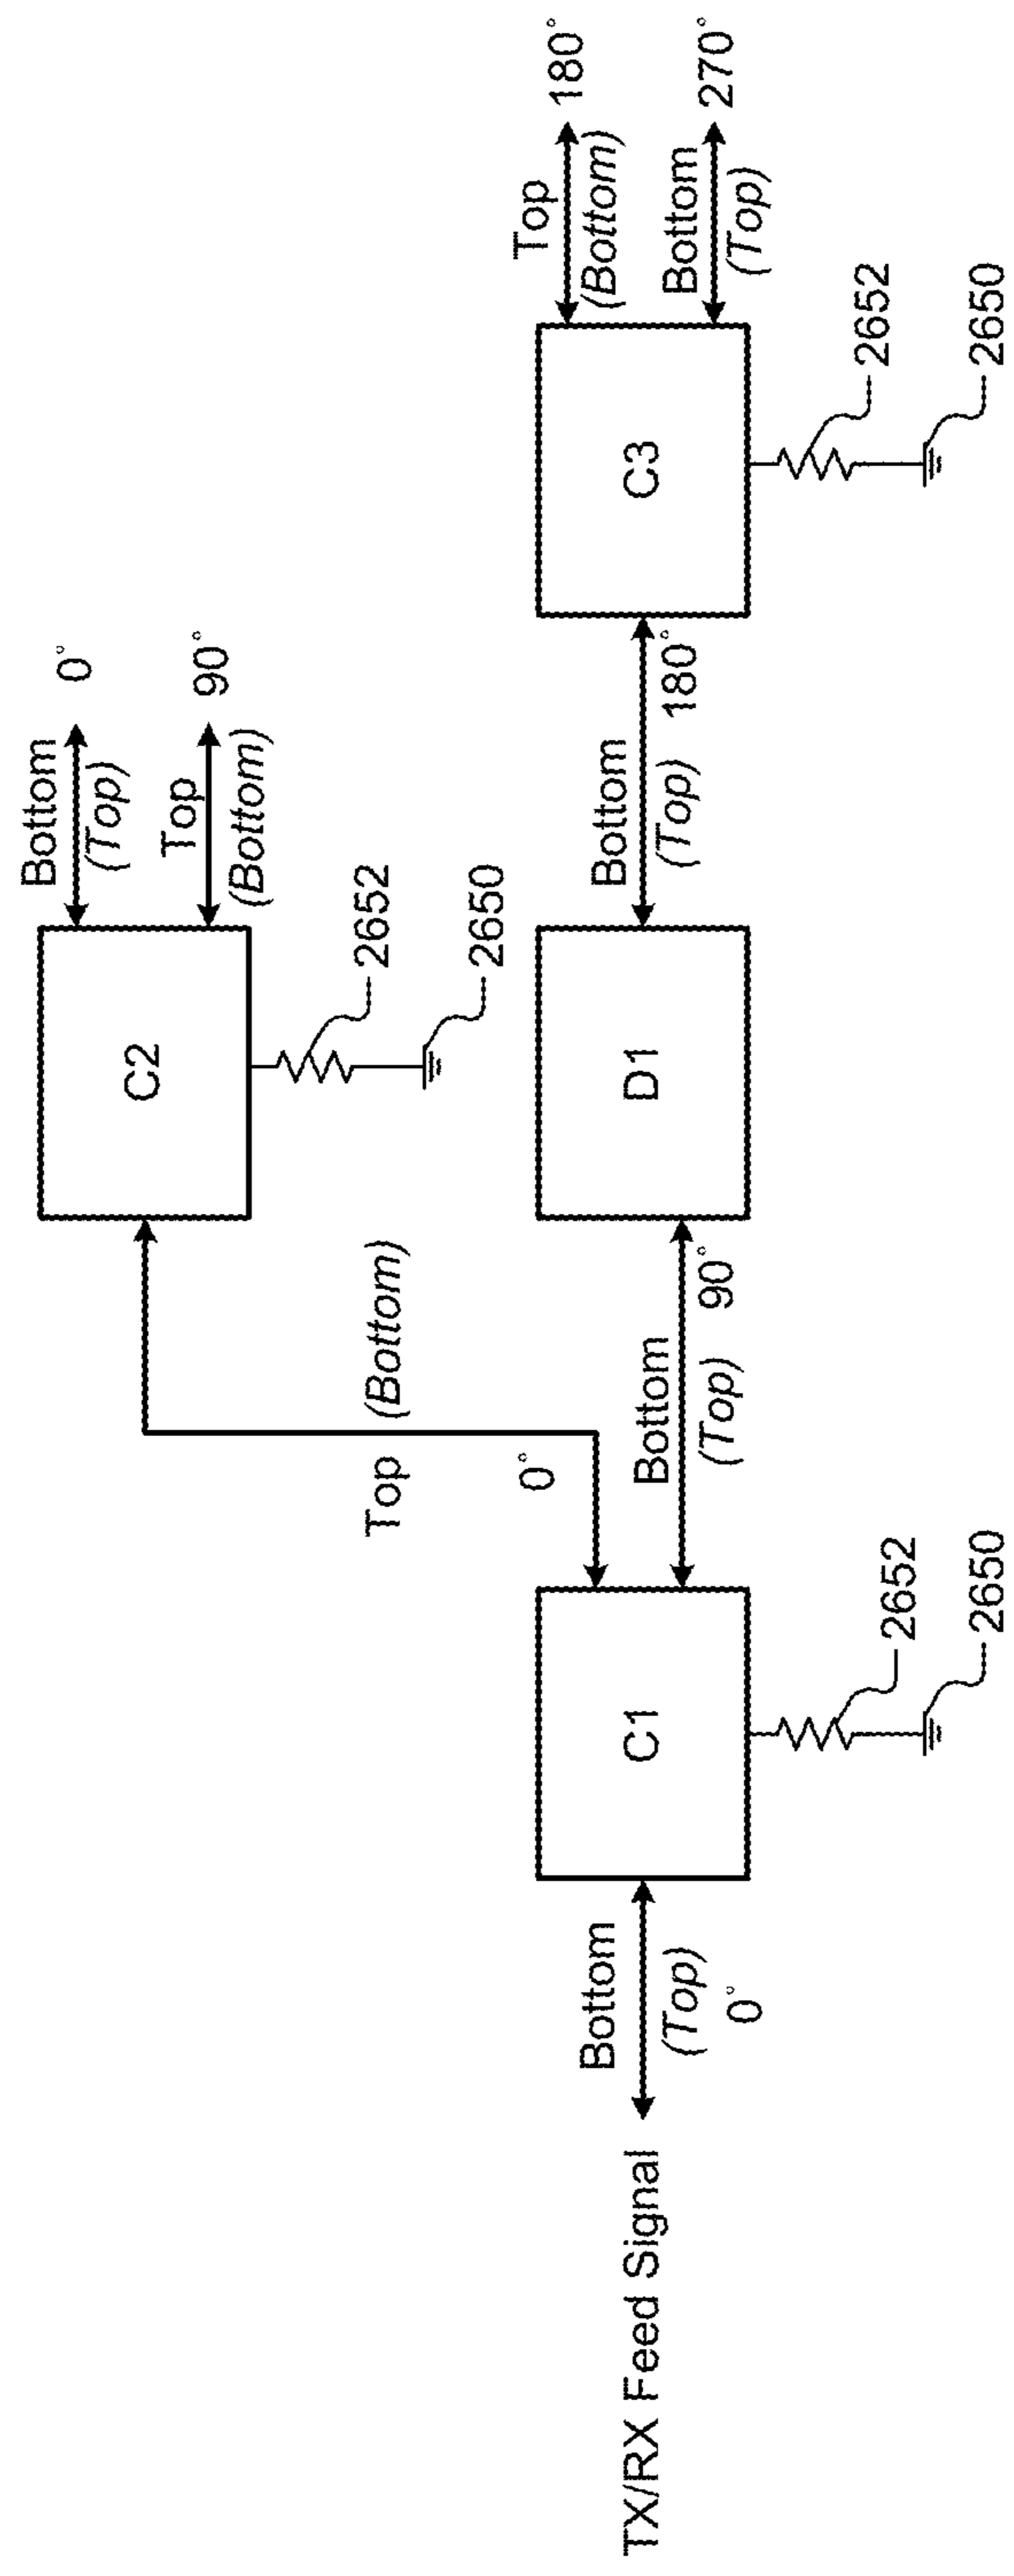 TX/RX Feed Signal
Bottom
(Top)
0°
C1
2652
2650
Top
(Bottom)
0°
Bottom
(Top)
90°
C2
2652
2650
Bottom
(Top)
0°
Top
(Bottom)
90°
D1
Bottom
(Top)
180°
C3
2652
2650
Top
(Bottom)
180°
Bottom
(Top)
270°